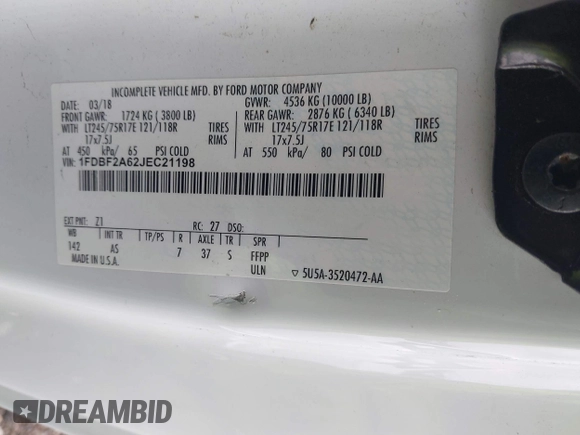 INCOMPLETE VEHICLE MFD. BY FORD MOTOR COMPANY
DATE: 03/18 GVWR: 4536 KG (10000 LB)
FRONT GAWR: 1724 KG ( 3800 LB) REAR GAWR: 2876 KG ( 6340 LB)
WITH LT245/75R17E 121/118R TIRES WITH LT245/75R17E 121/118R TIRES
17x7.5J RIMS 17x7.5J RIMS
AT 450 kPa/ 65 PSI COLD AT 550 kPa/ 80 PSI COLD
VIN: 1FDBF2A62JEC21198
EXT PNT: Z1 RC: 27 DSO:
WB INT TR TP/PS R AXLE TR SPR
142 AS 7 37 S FFPP
MADE IN U.S.A. ULN ▽ 5U5A-3520472-AA
DREAMBID